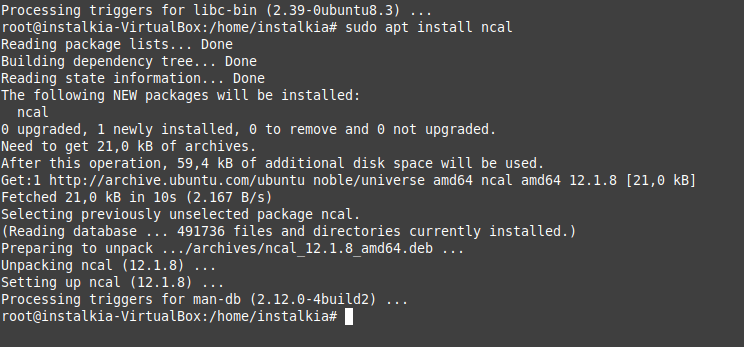 Processing triggers for libc-bin (2.39-0ubuntu8.3) ...
root@instalkia-VirtualBox:/home/instalkia# sudo apt install ncal
Reading package lists... Done
Building dependency tree... Done
Reading state information... Done
The following NEW packages will be installed:
  ncal
0 upgraded, 1 newly installed, 0 to remove and 0 not upgraded.
Need to get 21,0 kB of archives.
After this operation, 59,4 kB of additional disk space will be used.
Get:1 http://archive.ubuntu.com/ubuntu noble/universe amd64 ncal amd64 12.1.8 [21,0 kB]
Fetched 21,0 kB in 10s (2.167 B/s)
Selecting previously unselected package ncal.
(Reading database ... 491736 files and directories currently installed.)
Preparing to unpack .../archives/ncal_12.1.8_amd64.deb ...
Unpacking ncal (12.1.8) ...
Setting up ncal (12.1.8) ...
Processing triggers for man-db (2.12.0-4build2) ...
root@instalkia-VirtualBox:/home/instalkia#